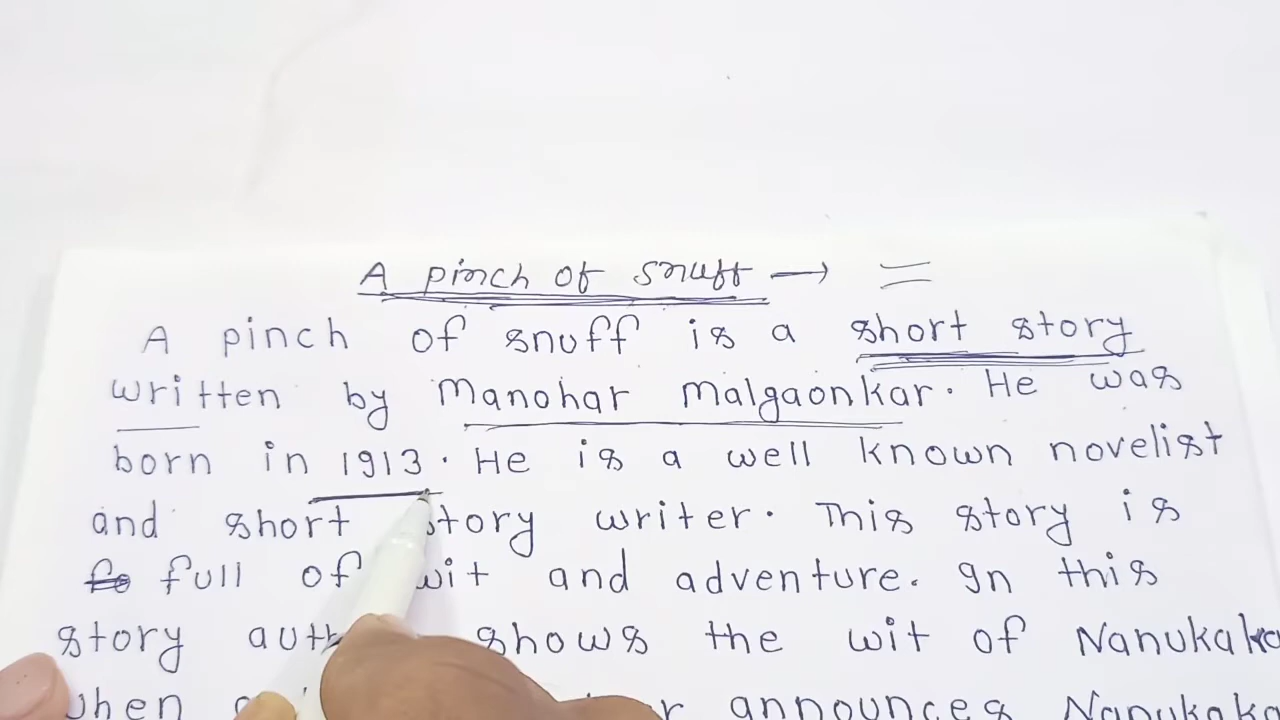 A pinch of snuff → =
A pinch of snuff is a short story
written by Manohar Malgaonkar. He was
born in 1913. He is a well known novelist
and short story writer. This story is
full of wit and adventure. In this
story shows the wit of Nanukaka
announces Nanukaka